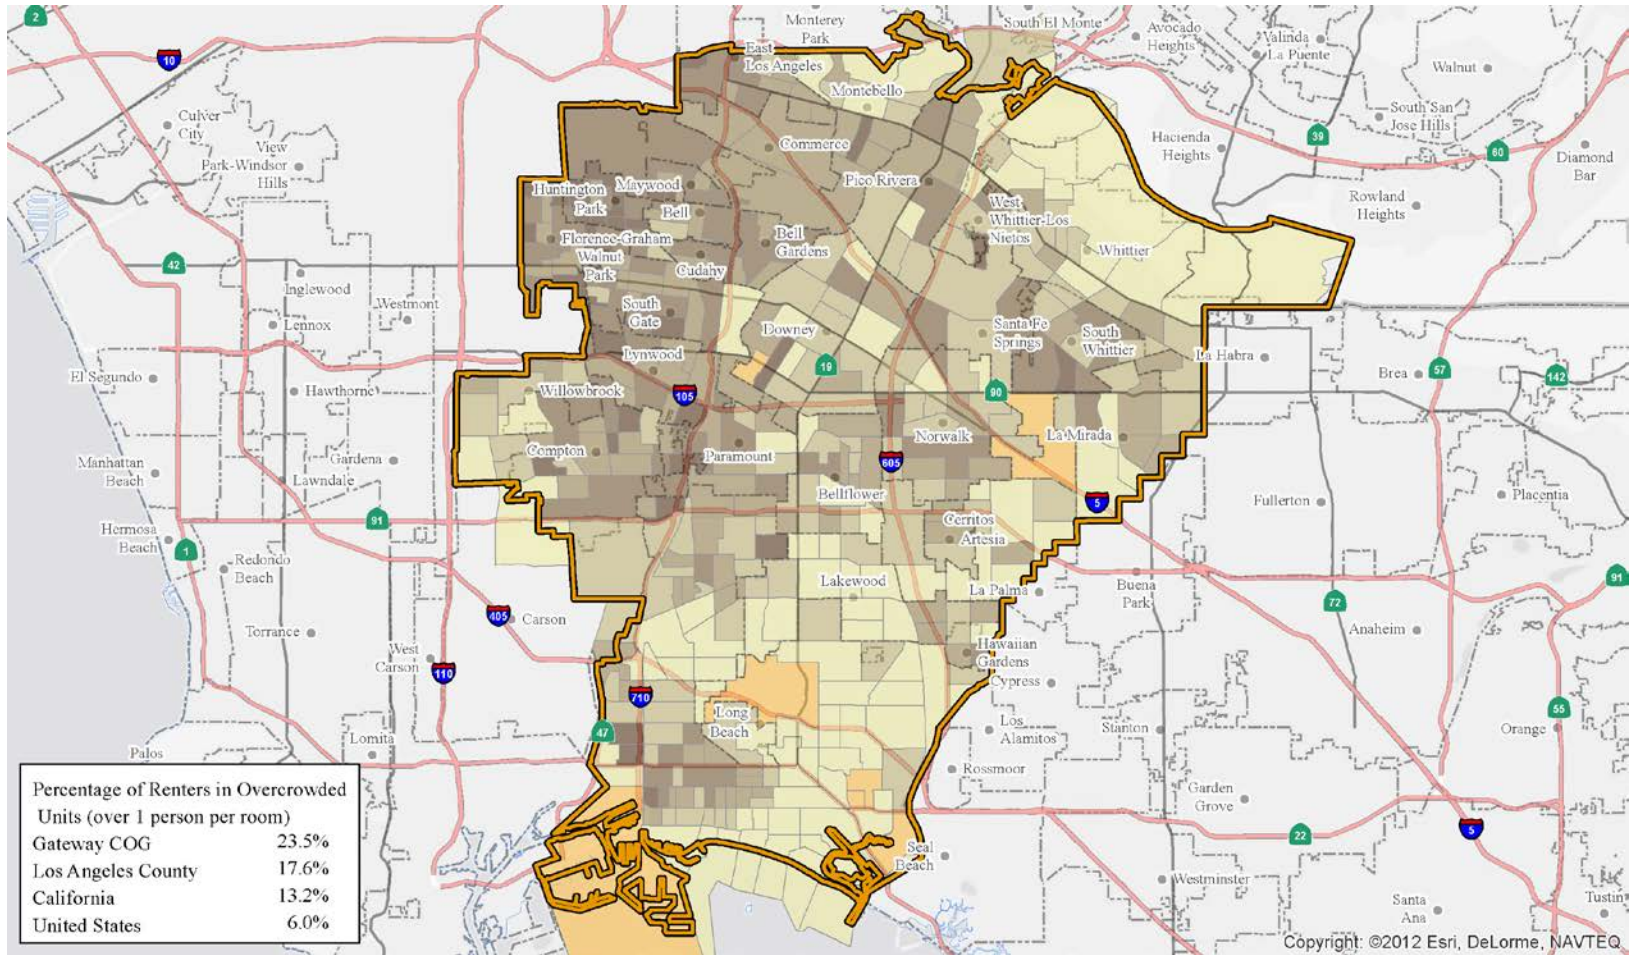 2
10
Monterey
Park
South El Monte
Avocado
Heights
Valinda
La Puente
Walnut
East
Los Angeles
Montebello
Culver
City
View
Park-Windsor
Hills
South San
Jose Hills
Hacienda
Heights
39
60
Diamond
Bar
Commerce
Rowland
Heights
Huntington
Park
Maywood
Bell
Pico Rivera
West
Whittier-Los
Nietos
Whittier
Florence-Graham
Walnut
Park
Bell
Gardens
Cudahy
42
Inglewood
Westmont
Lennox
South
Gate
Downey
Santa Fe
Springs
South
Whittier
Lynwood
La Habra
19
El Segundo
Hawthorne
Willowbrook
105
90
57
Brea
142
Norwalk
La Mirada
Manhattan
Beach
Gardena
Lawndale
Compton
Paramount
605
Bellflower
5
Fullerton
Placentia
Hermosa
Beach
91
1
Redondo
Beach
Cerritos
Artesia
Lakewood
La Palma
Buena
Park
91
72
Torrance
405
Carson
Anaheim
West
Carson
110
Hawaiian
Gardens
Cypress
710
Long
Beach
47
Los
Alamitos
Stanton
55
Orange
Palos
Lomita
Rossmoor
Garden
Grove
22
5
Seal
Beach
Westminster
Santa
Ana
Tustin
Percentage of Renters in Overcrowded
Units (over 1 person per room)
Gateway COG 23.5%
Los Angeles County 17.6%
California 13.2%
United States 6.0%
Copyright: ©2012 Esri, DeLorme, NAVTEQ